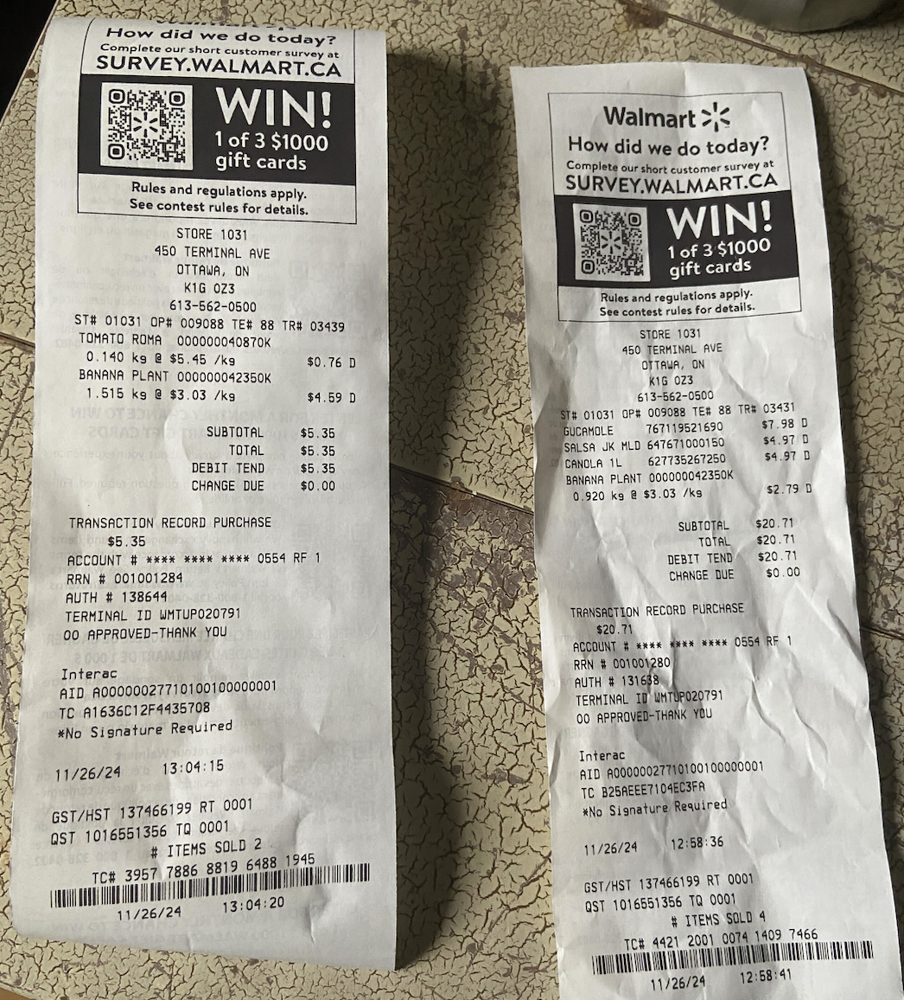 How did we do today?
Complete our short customer survey at
SURVEY.WALMART.CA
WIN!
1 of 3 $1000
gift cards
Rules and regulations apply.
See contest rules for details.
STORE 1031
450 TERMINAL AVE
OTTAWA, ON
K1G 0Z3
613-562-0500
ST# 01031 OP# 009088 TE# 88 TR# 03439
TOMATO ROMA 000000040870K
0.140 kg @ $5.45 /kg $0.76 D
BANANA PLANT 000000042350K
1.515 kg @ $3.03 /kg $4.59 D
SUBTOTAL $5.35
TOTAL $5.35
DEBIT TEND $5.35
CHANGE DUE $0.00
TRANSACTION RECORD PURCHASE
$5.35
ACCOUNT # **** **** **** 0554 RF 1
RRN # 001001284
AUTH # 138644
TERMINAL ID WMTUP020791
00 APPROVED-THANK YOU
Interac
AID A00000027710100100000001
TC A1636C12F4435708
*No Signature Required
11/26/24 13:04:15
GST/HST 137466199 RT 0001
QST 1016551356 TQ 0001
# ITEMS SOLD 2
TC# 3957 7886 8819 6488 1945
11/26/24 13:04:20
Walmart
How did we do today?
Complete our short customer survey at
SURVEY.WALMART.CA
WIN!
1 of 3 $1000
gift cards
Rules and regulations apply.
See contest rules for details.
STORE 1031
450 TERMINAL AVE
OTTAWA, ON
K1G 0Z3
613-562-0500
ST# 01031 OP# 009088 TE# 88 TR# 03431
GUCAMOLE 767119521690 $7.98 D
SALSA JK MLD 647671000150 $4.97 D
CANOLA 1L 627735267250 $4.97 D
BANANA PLANT 000000042350K
0.920 kg @ $3.03 /kg $2.79 D
SUBTOTAL $20.71
TOTAL $20.71
DEBIT TEND $20.71
CHANGE DUE $0.00
TRANSACTION RECORD PURCHASE
$20.71
ACCOUNT # **** **** **** 0554 RF 1
RRN # 001001280
AUTH # 131638
TERMINAL ID WMTUP020791
00 APPROVED-THANK YOU
Interac
AID A00000027710100100000001
TC B25AEEE7104EC3FA
*No Signature Required
11/26/24 12:58:36
GST/HST 137466199 RT 0001
QST 1016551356 TQ 0001
# ITEMS SOLD 4
TC# 4421 2001 0074 1409 7466
11/26/24 12:58:41